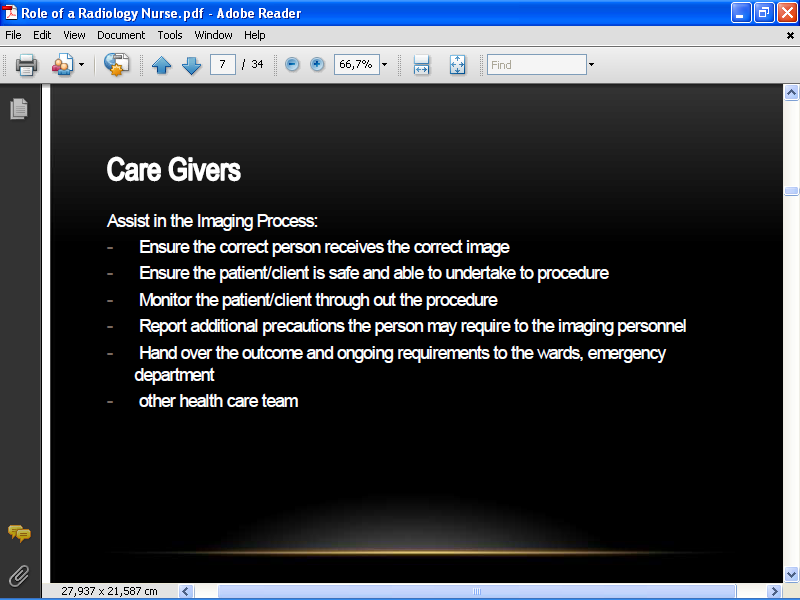 Role of a Radiology Nurse.pdf - Adobe Reader
File Edit View Document Tools Window Help
7 / 34 66,7% Find
Care Givers
Assist in the Imaging Process:
- Ensure the correct person receives the correct image
- Ensure the patient/client is safe and able to undertake to procedure
- Monitor the patient/client through out the procedure
- Report additional precautions the person may require to the imaging personnel
- Hand over the outcome and ongoing requirements to the wards, emergency
department
- other health care team
27,937 x 21,587 cm